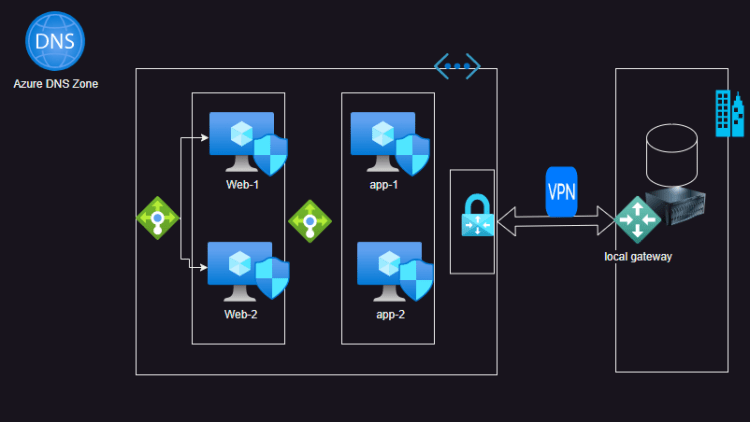 DNS
Azure DNS Zone
Web-1
app-1
VPN
local gateway
Web-2
app-2